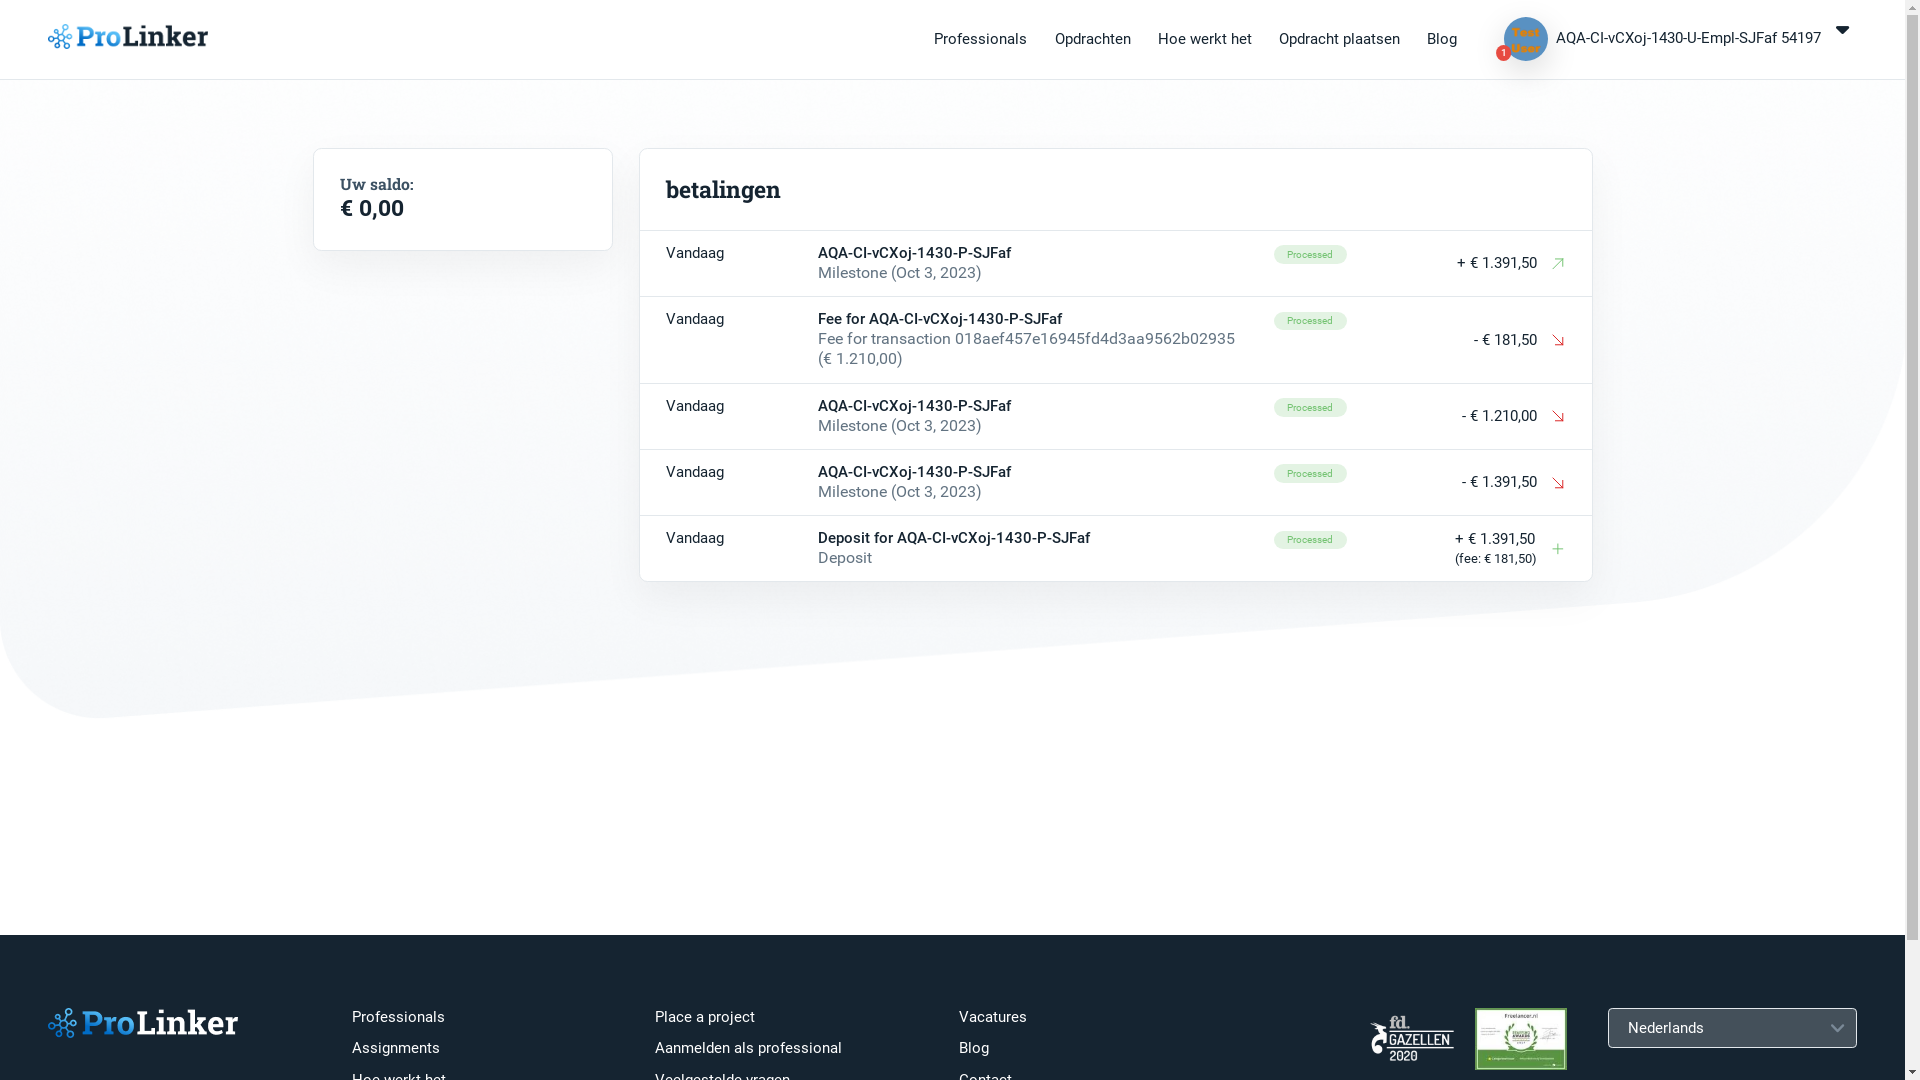 ProLinker
Professionals
Opdrachten
Hoe werkt het
Opdracht plaatsen
Blog
Test
User
1
AQA-CI-vCXoj-1430-U-Empl-SJFaf 54197
Uw saldo:
€ 0,00
betalingen
Vandaag
AQA-CI-vCXoj-1430-P-SJFaf
Milestone (Oct 3, 2023)
Processed
+ € 1.391,50
Vandaag
Fee for AQA-CI-vCXoj-1430-P-SJFaf
Fee for transaction 018aef457e16945fd4d3aa9562b02935
(€ 1.210,00)
Processed
- € 181,50
Vandaag
AQA-CI-vCXoj-1430-P-SJFaf
Milestone (Oct 3, 2023)
Processed
- € 1.210,00
Vandaag
AQA-CI-vCXoj-1430-P-SJFaf
Milestone (Oct 3, 2023)
Processed
- € 1.391,50
Vandaag
Deposit for AQA-CI-vCXoj-1430-P-SJFaf
Deposit
Processed
+ € 1.391,50
(fee: € 181,50)
ProLinker
Professionals
Assignments
Hoe werkt het
Place a project
Aanmelden als professional
Veelgestelde vragen
Vacatures
Blog
Contact
fd.
GAZELLEN
2020
Freelancer.nl
Nederlands